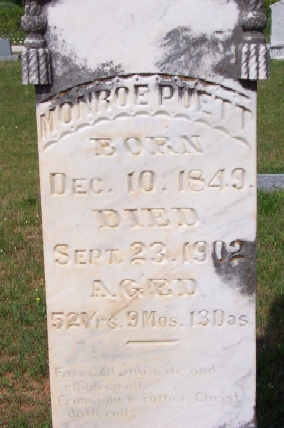 MONROE PUETT
BORN
DEC. 10, 1849.
DIED
SEPT. 23, 1902
AGED
52 Yrs. 9 Mos. 13 Das.
Farewell my wife and
children all.
From you a father Christ
doth call.